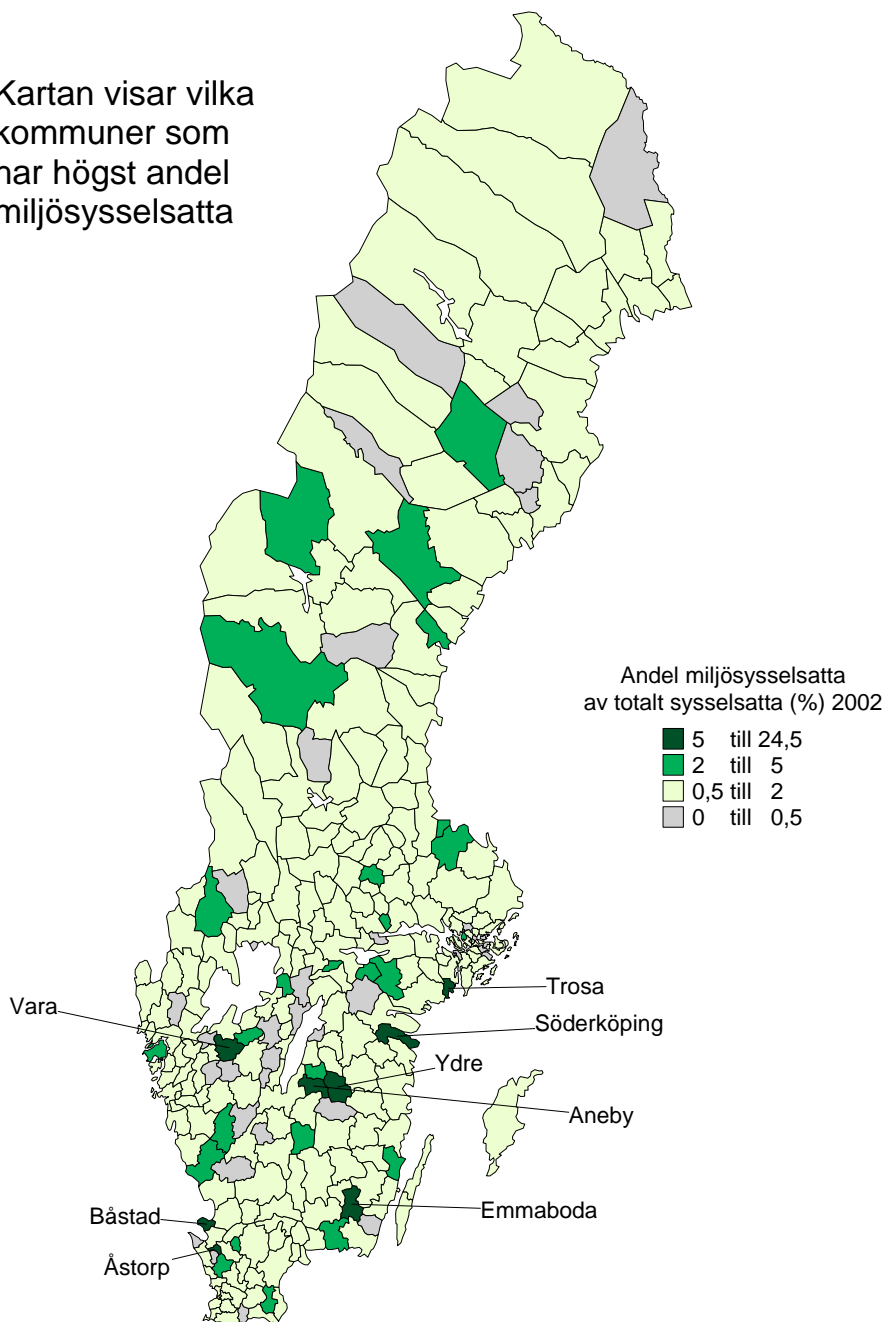 Kartan visar vilka
kommuner som
har högst andel
miljösysselsatta
Andel miljösysselsatta
av totalt sysselsatta (%) 2002
5 till 24,5
2 till 5
0,5 till 2
0 till 0,5
Trosa
Vara
Söderköping
Ydre
Aneby
Emmaboda
Båstad
Åstorp